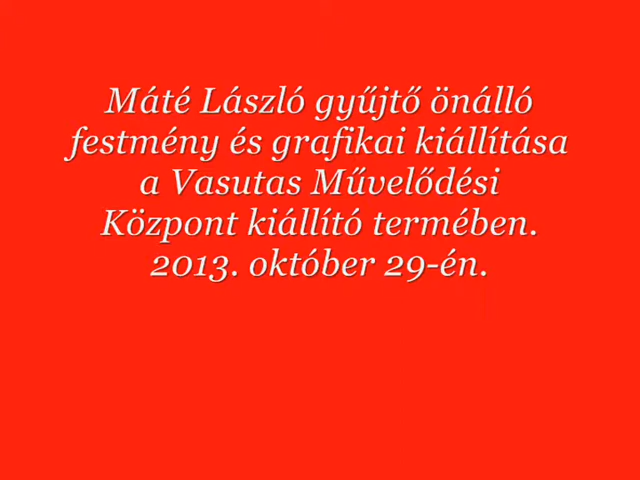 Máté László gyűjtő önálló
festmény és grafikai kiállítása
a Vasutas Művelődési
Központ kiállító termében.
2013. október 29-én.